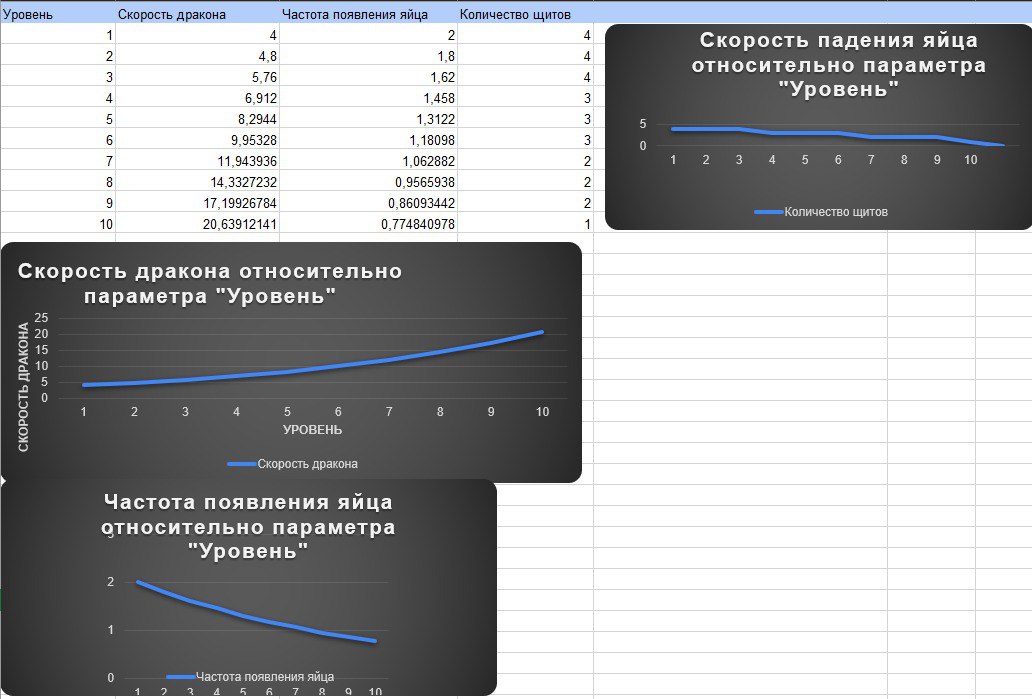 Уровень Скорость дракона Частота появления яйца Количество щитов
1 4 2 4
2 4,8 1,8 4
3 5,76 1,62 4
4 6,912 1,458 3
5 8,2944 1,3122 3
6 9,95328 1,18098 3
7 11,943936 1,062882 2
8 14,3327232 0,9565938 2
9 17,19926784 0,86093442 2
10 20,63912141 0,774840978 1
Скорость падения яйца
относительно параметра
"Уровень"
5
0
1 2 3 4 5 6 7 8 9 10
Количество щитов
Скорость дракона относительно
параметра "Уровень"
СКОРОСТЬ ДРАКОНА
25
20
15
10
5
0
1 2 3 4 5 6 7 8 9 10
УРОВЕНЬ
Скорость дракона
Частота появления яйца
относительно параметра
"Уровень"
3
2
1
0
Частота появления яйца
1 2 3 4 5 6 7 8 9 10